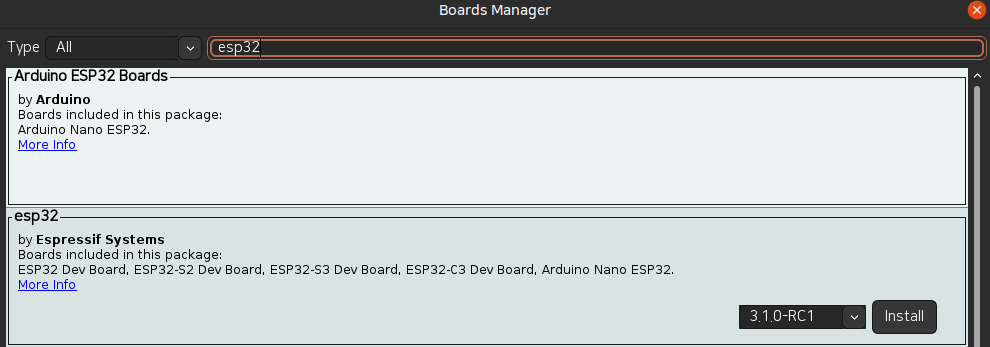 Boards Manager
Type All esp32
Arduino ESP32 Boards
by Arduino
Boards included in this package:
Arduino Nano ESP32.
More Info
esp32
by Espressif Systems
Boards included in this package:
ESP32 Dev Board, ESP32-S2 Dev Board, ESP32-S3 Dev Board, ESP32-C3 Dev Board, Arduino Nano ESP32.
More Info
3.1.0-RC1 Install